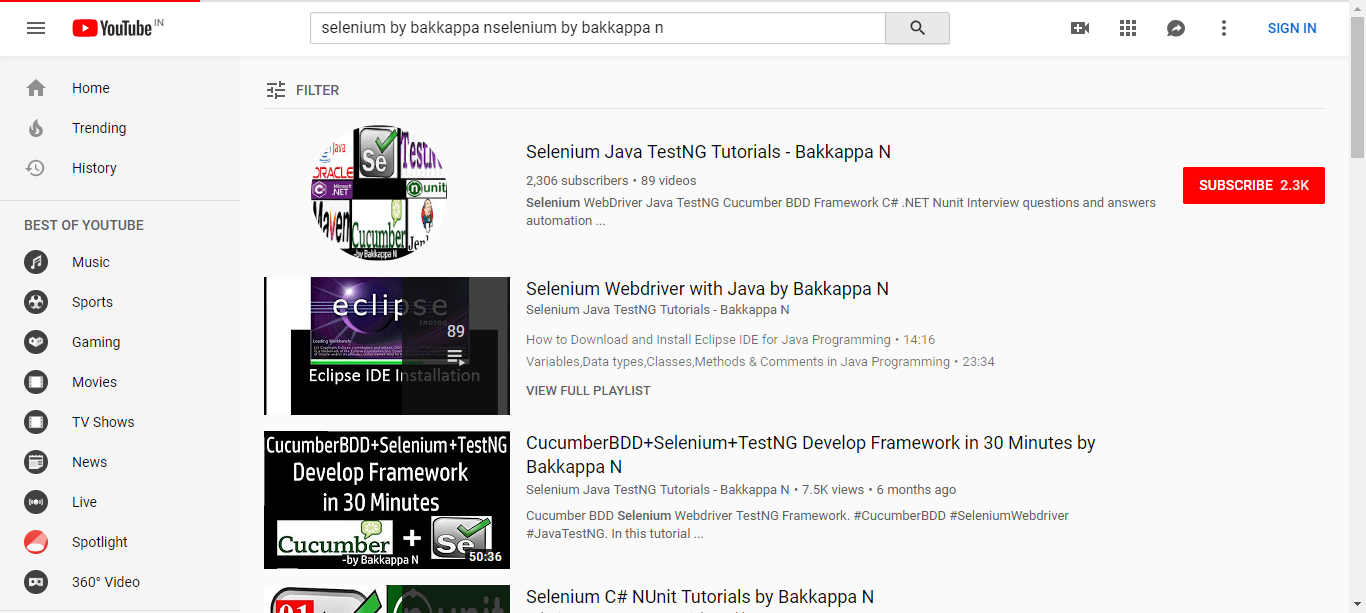 YouTube IN
selenium by bakkappa nselenium by bakkappa n
SIGN IN
Home
Trending
History
BEST OF YOUTUBE
Music
Sports
Gaming
Movies
TV Shows
News
Live
Spotlight
360° Video
FILTER
Java
ORACLE
Se
TestN
Microsoft
.NET
nunit
Maven
Cucumber
Jen
-by Bakkappa N
Selenium Java TestNG Tutorials - Bakkappa N
2,306 subscribers • 89 videos
Selenium WebDriver Java TestNG Cucumber BDD Framework C# .NET Nunit Interview questions and answers
automation ...
SUBSCRIBE 2.3K
eclipse
INDIGO
89
Eclipse IDE Installation
Selenium Webdriver with Java by Bakkappa N
Selenium Java TestNG Tutorials - Bakkappa N
How to Download and Install Eclipse IDE for Java Programming • 14:16
Variables,Data types,Classes,Methods & Comments in Java Programming • 23:34
VIEW FULL PLAYLIST
CucumberBDD+Selenium+TestNG
Develop Framework
in 30 Minutes
Cucumber + Se
-by Bakkappa N
50:36
CucumberBDD+Selenium+TestNG Develop Framework in 30 Minutes by
Bakkappa N
Selenium Java TestNG Tutorials - Bakkappa N • 7.5K views • 6 months ago
Cucumber BDD Selenium Webdriver TestNG Framework. #CucumberBDD #SeleniumWebdriver
#JavaTestNG. In this tutorial ...
01
Selenium C# NUnit Tutorials by Bakkappa N